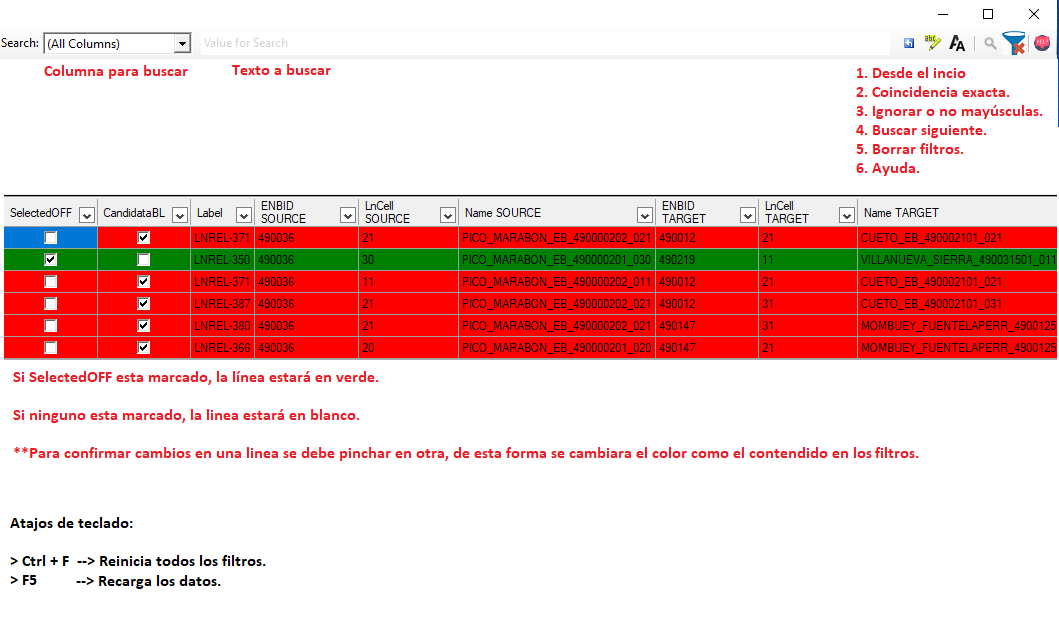 Search: (All Columns) Value for Search
Columna para buscar Texto a buscar
1. Desde el incio
2. Coincidencia exacta.
3. Ignorar o no mayúsculas.
4. Buscar siguiente.
5. Borrar filtros.
6. Ayuda.
SelectedOFF CandidataBL Label ENBID SOURCE LnCell SOURCE Name SOURCE ENBID TARGET LnCell TARGET Name TARGET
LNREL-371 490036 21 PICO_MARABON_EB_490000202_021 490012 21 CUETO_EB_490002101_021
LNREL-350 490036 30 PICO_MARABON_EB_490000201_030 490219 11 VILLANUEVA_SIERRA_490031501_011
LNREL-371 490036 11 PICO_MARABON_EB_490000202_011 490012 21 CUETO_EB_490002101_021
LNREL-387 490036 21 PICO_MARABON_EB_490000202_021 490012 31 CUETO_EB_490002101_031
LNREL-380 490036 21 PICO_MARABON_EB_490000202_021 490147 31 MOMBUEY_FUENTELAPERR_4900125
LNREL-366 490036 20 PICO_MARABON_EB_490000201_020 490147 21 MOMBUEY_FUENTELAPERR_4900125
Si SelectedOFF esta marcado, la línea estará en verde.
Si ninguno esta marcado, la linea estará en blanco.
**Para confirmar cambios en una linea se debe pinchar en otra, de esta forma se cambiara el color como el contendido en los filtros.
Atajos de teclado:
> Ctrl + F --> Reinicia todos los filtros.
> F5 --> Recarga los datos.